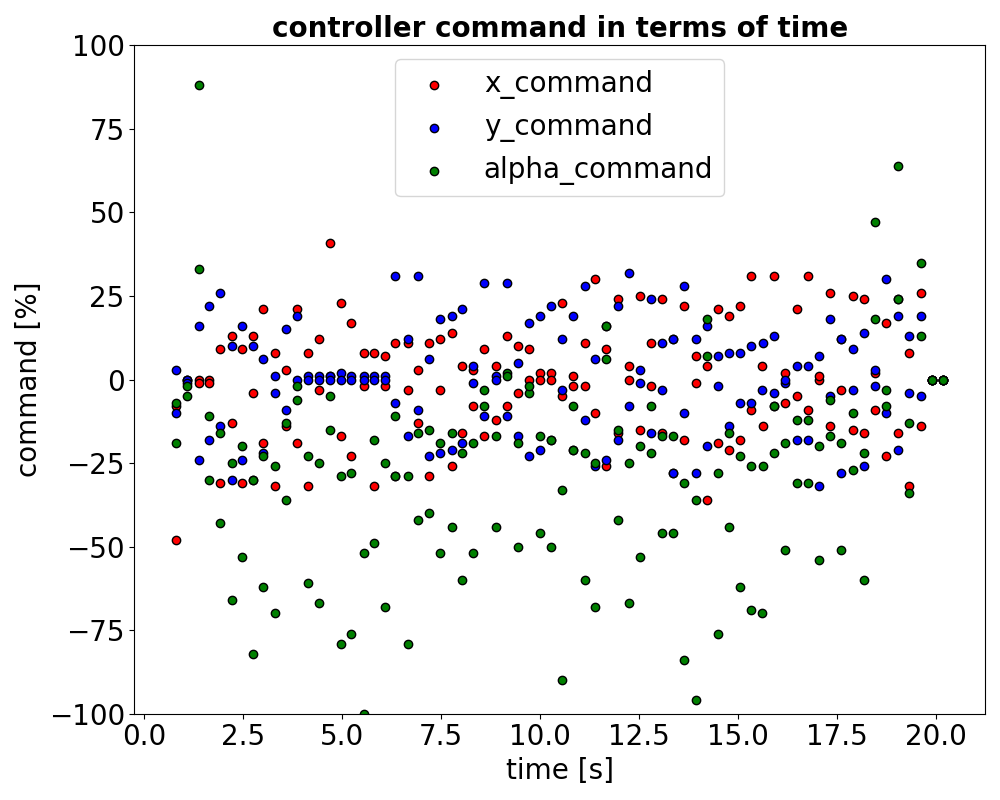 controller command in terms of time
x_command
y_command
alpha_command
command [%]
100
75
50
25
0
−25
−50
−75
−100
0.0 2.5 5.0 7.5 10.0 12.5 15.0 17.5 20.0
time [s]